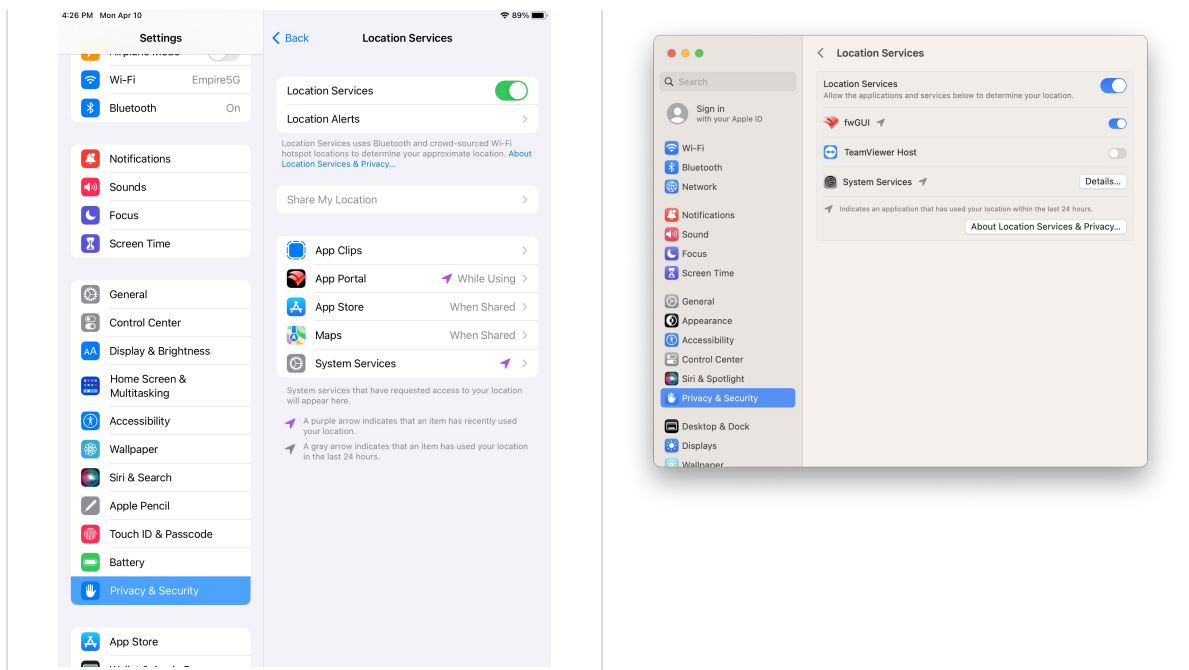 4:26 PM Mon Apr 10
89%
Settings
Wi-Fi Empire5G
Bluetooth On
Notifications
Sounds
Focus
Screen Time
General
Control Center
AA Display & Brightness
Home Screen &
Multitasking
Accessibility
Wallpaper
Siri & Search
Apple Pencil
Touch ID & Passcode
Battery
Privacy & Security
App Store
Back Location Services
Location Services
Location Alerts
Location Services uses Bluetooth and crowd-sourced Wi-Fi
hotspot locations to determine your approximate location. About
Location Services & Privacy...
Share My Location
App Clips
App Portal While Using
App Store When Shared
Maps When Shared
System Services
System services that have requested access to your location
will appear here.
A purple arrow indicates that an item has recently used
your location.
A gray arrow indicates that an item has used your location
in the last 24 hours.
Search
Sign in
with your Apple ID
Wi-Fi
Bluetooth
Network
Notifications
Sound
Focus
Screen Time
General
Appearance
Accessibility
Control Center
Siri & Spotlight
Privacy & Security
Desktop & Dock
Displays
Wallpaper
Location Services
Location Services
Allow the applications and services below to determine your location.
fwGUI
TeamViewer Host
System Services Details...
Indicates an application that has used your location within the last 24 hours.
About Location Services & Privacy...